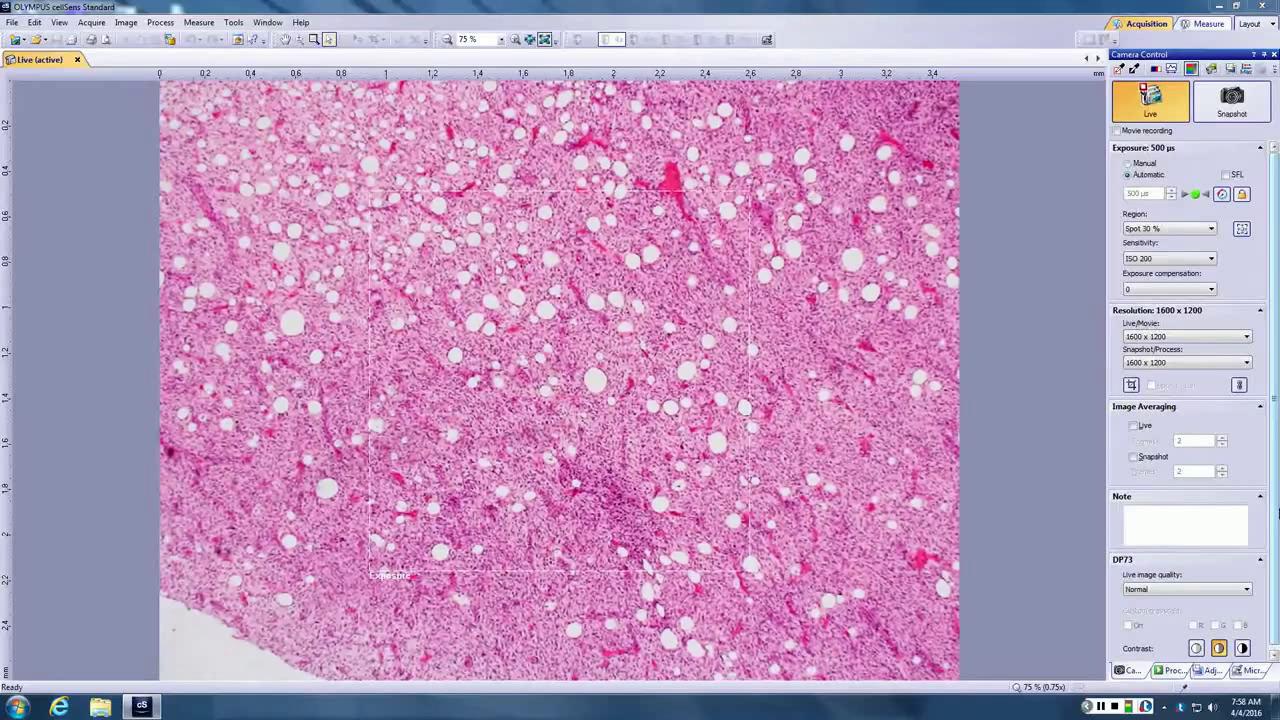 OLYMPUS cellSens Standard
File Edit View Acquire Image Process Measure Tools Window Help
Acquisition Measure Layout
75 %
Live (active)
Camera Control
0 0,2 0,4 0,6 0,8 1 1,2 1,4 1,6 1,8 2 2,2 2,4 2,6 2,8 3 3,2 3,4 mm
0,2
0,4
0,6
0,8
1
1,2
1,4
1,6
1,8
2
2,2
2,4
Exposure
Live Snapshot
Movie recording
Exposure: 500 µs
Manual
Automatic SFL
500 µs
Region:
Spot 30 %
Sensitivity:
ISO 200
Exposure compensation:
0
Resolution: 1600 x 1200
Live/Movie:
1600 x 1200
Snapshot/Process:
1600 x 1200
Image Averaging
Live
2
Snapshot
2
Note
DP73
Live image quality:
Normal
On R: G: B
Contrast:
Ca... Proc... Adj... Micr...
Ready
75 % (0.75x)
cS
7:58 AM
4/4/2016